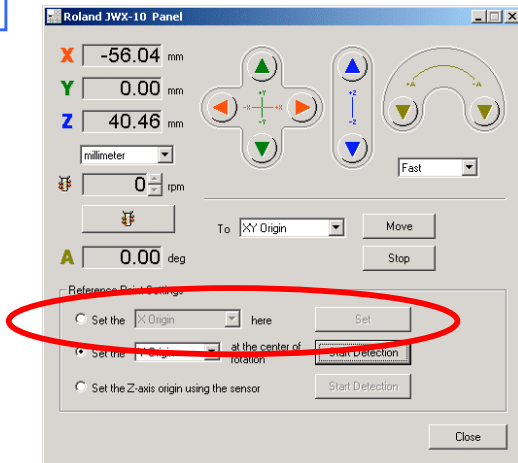 Roland JWX-10 Panel
X -56.04 mm
Y 0.00 mm
Z 40.46 mm
millimeter
0 rpm
A 0.00 deg
+Y
-X +X
-Y
+Z
-Z
+A -A
Fast
To XY Origin Move
Stop
Reference Point Settings
Set the X Origin here Set
Set the Y Origin at the center of rotation Start Detection
Set the Z-axis origin using the sensor Start Detection
Close